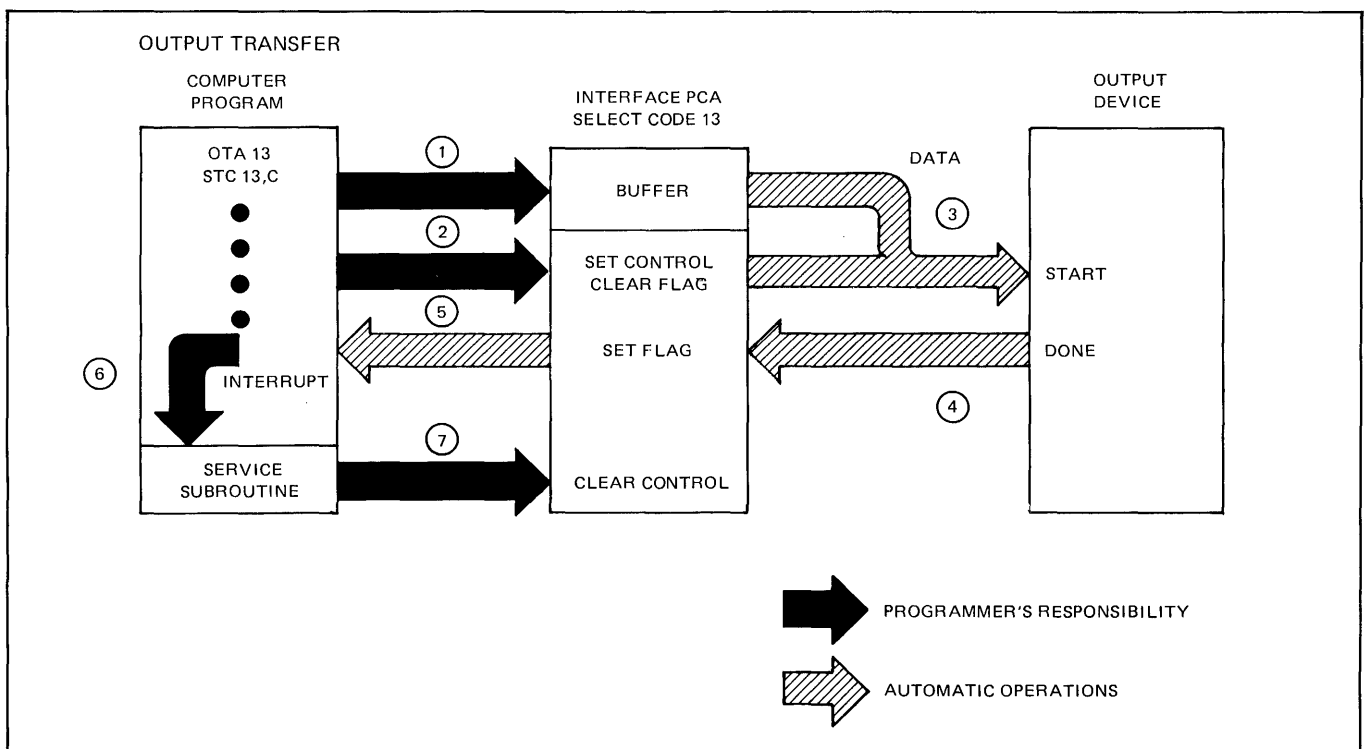 OUTPUT TRANSFER
COMPUTER
PROGRAM
INTERFACE PCA
SELECT CODE 13
OUTPUT
DEVICE
OTA 13
STC 13,C
1
BUFFER
DATA
2
3
SET CONTROL
CLEAR FLAG
START
5
SET FLAG
DONE
6
INTERRUPT
4
7
SERVICE
SUBROUTINE
CLEAR CONTROL
PROGRAMMER'S RESPONSIBILITY
AUTOMATIC OPERATIONS